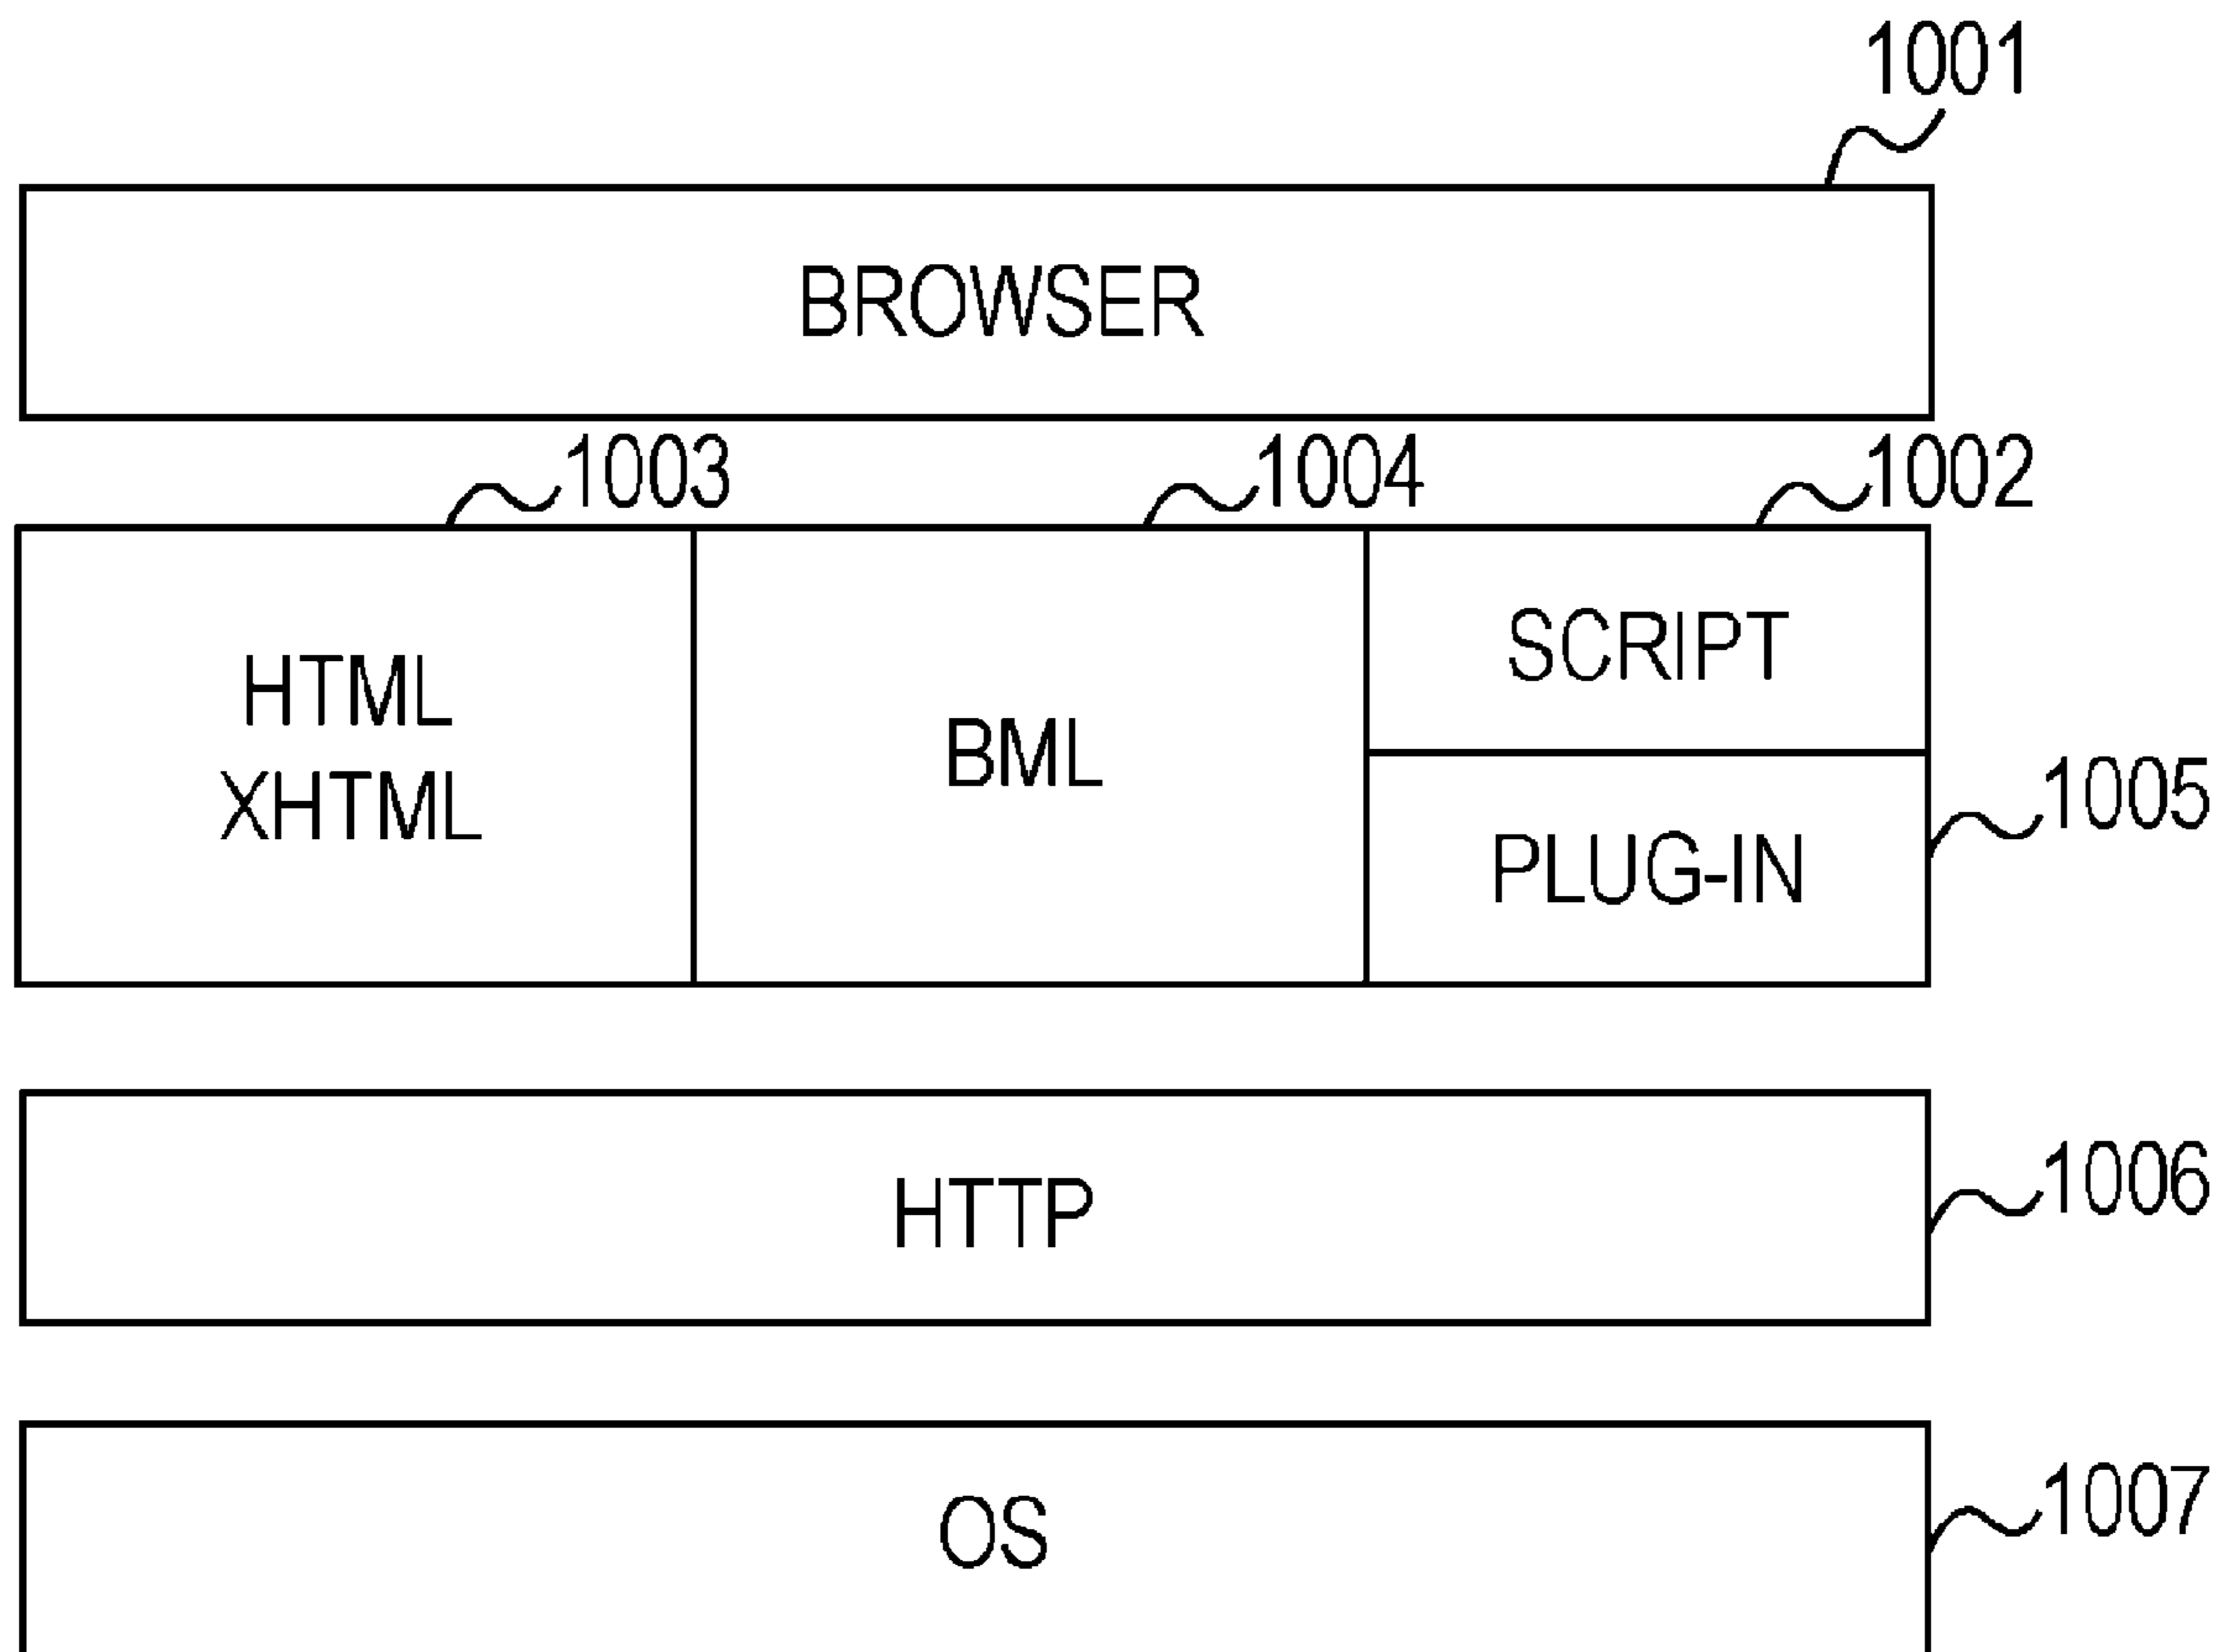 1001
BROWSER
1003
1004
1002
HTML
XHTML
BML
SCRIPT
PLUG-IN
1005
HTTP
1006
OS
1007